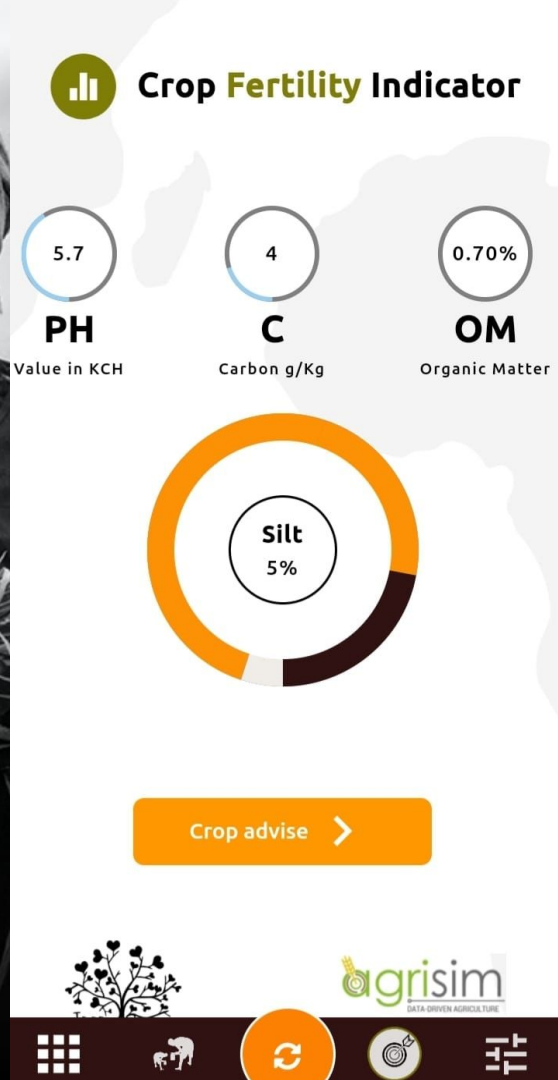 Crop Fertility Indicator
5.7
4
0.70%
PH
C
OM
Value in KCH
Carbon g/Kg
Organic Matter
Silt
5%
Crop advise
agrisim
DATA-DRIVEN AGRICULTURE